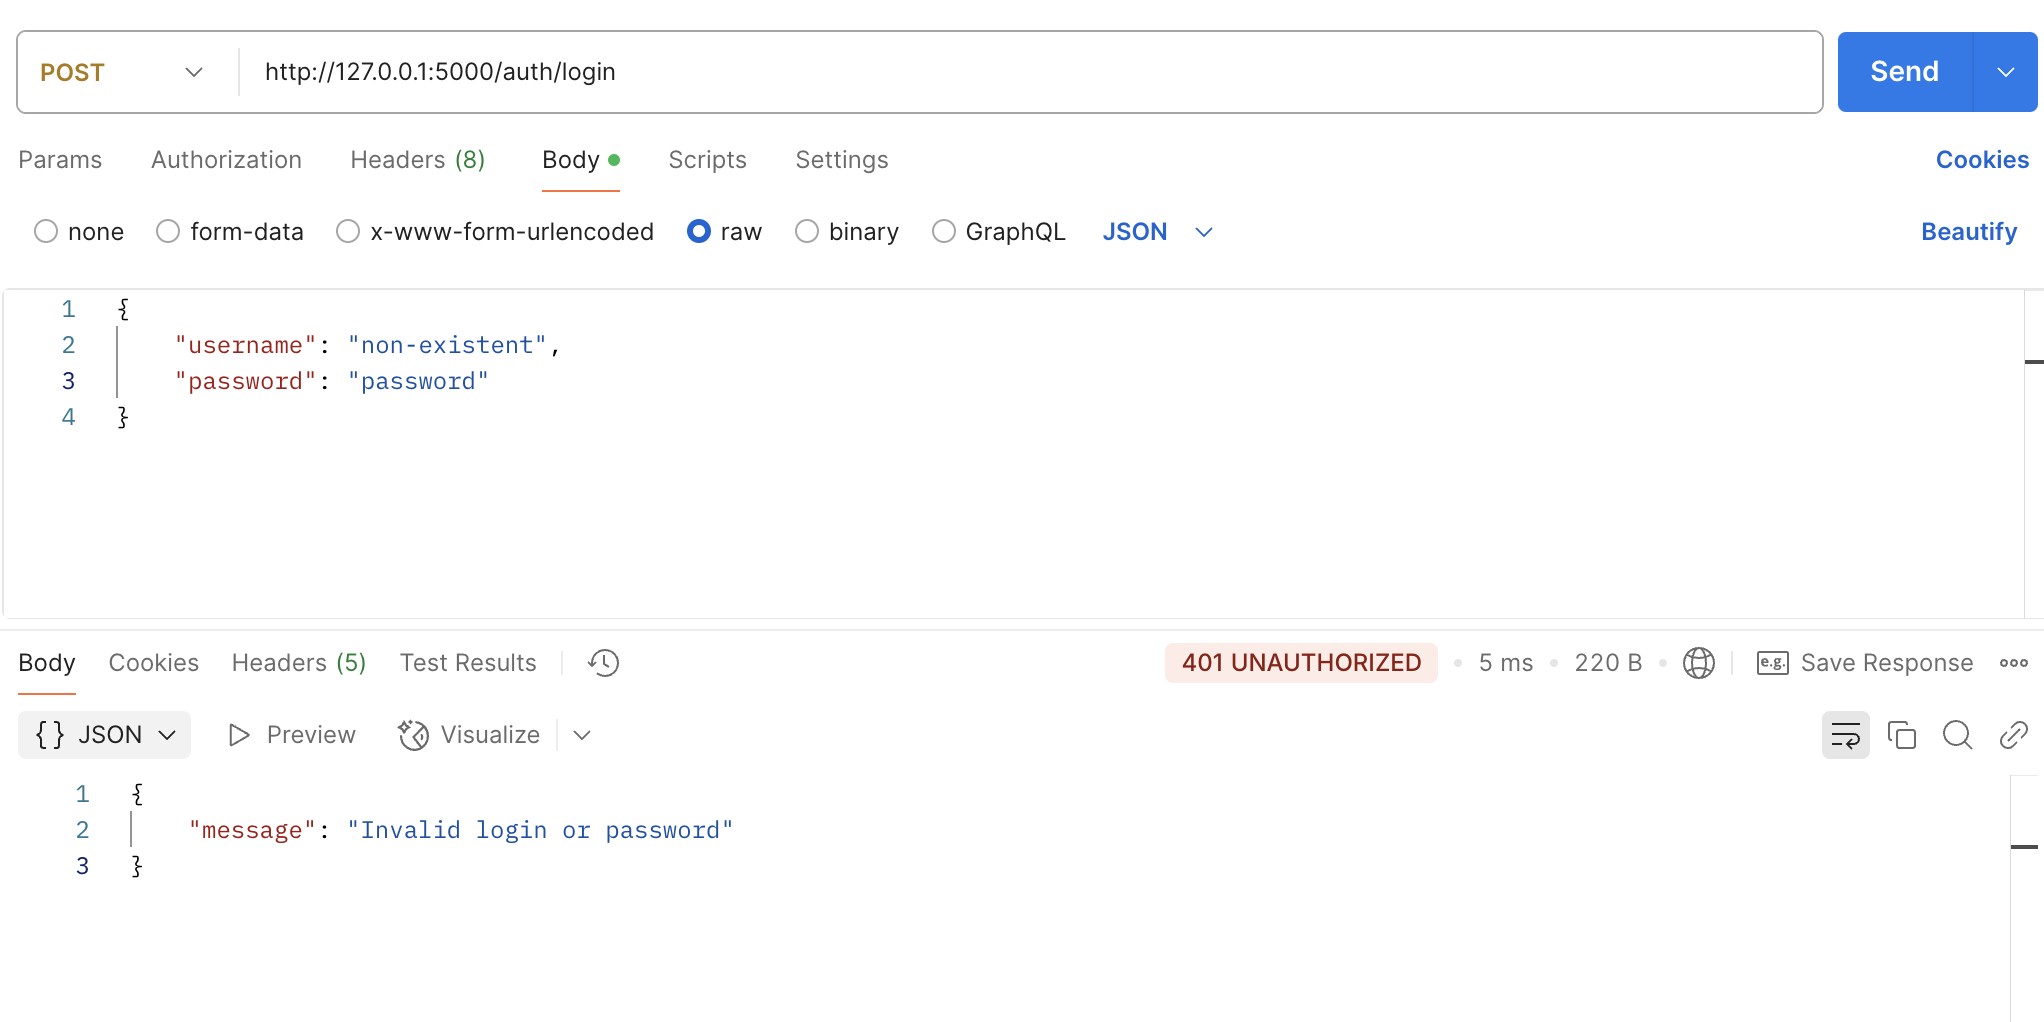 POST http://127.0.0.1:5000/auth/login Send
Params Authorization Headers (8) Body Scripts Settings Cookies
none form-data x-www-form-urlencoded raw binary GraphQL JSON Beautify
1 {
2 "username": "non-existent",
3 "password": "password"
4 }
Body Cookies Headers (5) Test Results 401 UNAUTHORIZED 5 ms 220 B e.g. Save Response
{} JSON Preview Visualize
1 {
2 "message": "Invalid login or password"
3 }